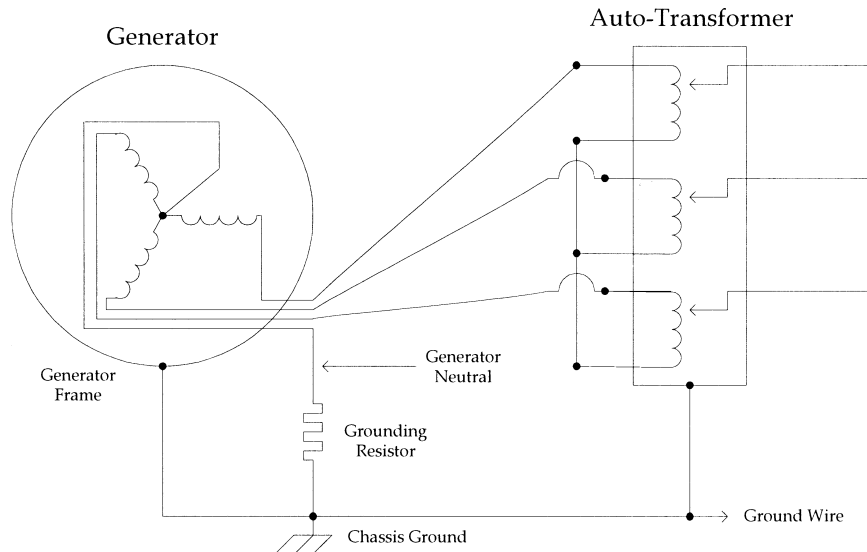 Auto-Transformer
Generator
Generator
Neutral
Generator
Frame
Grounding
Resistor
Ground Wire
Chassis Ground